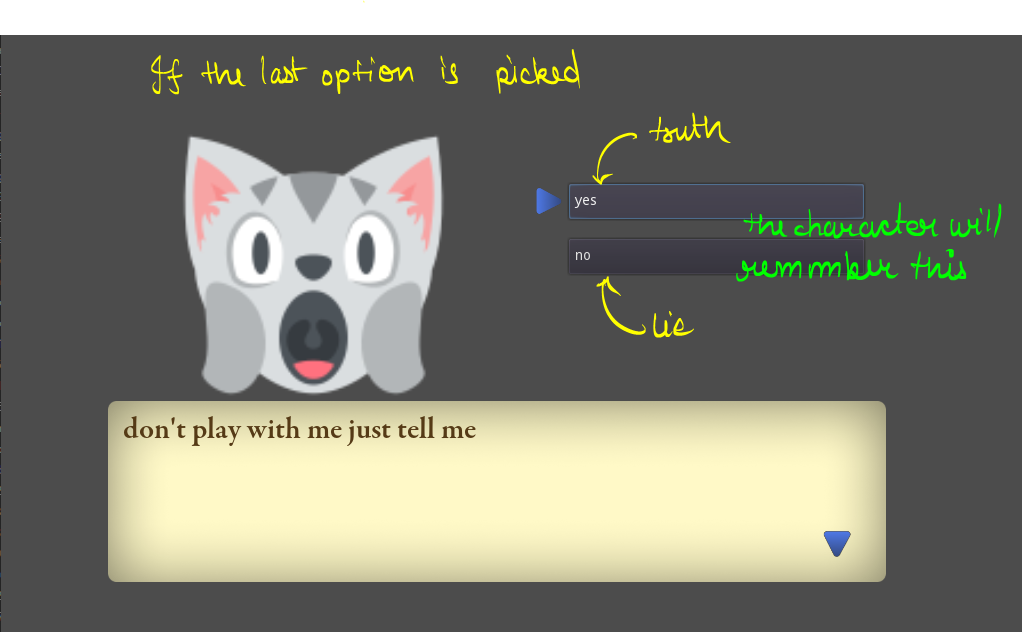 If the last option is picked
truth
yes
the character will
remmber this
no
lie
don't play with me just tell me